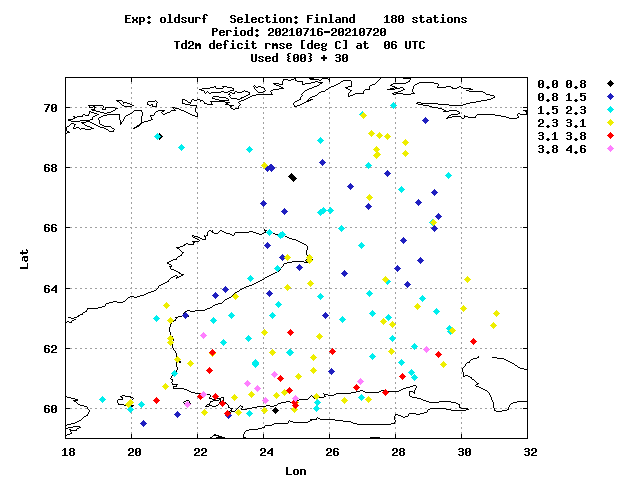 Exp: oldsurf Selection: Finland 180 stations
Period: 20210716-20210720
Td2m deficit rmse [deg C] at 06 UTC
Used {00} + 30
0.0 0.8
0.8 1.5
1.5 2.3
2.3 3.1
3.1 3.8
3.8 4.6
70
68
66
64
62
60
Lat
18 20 22 24 26 28 30 32
Lon